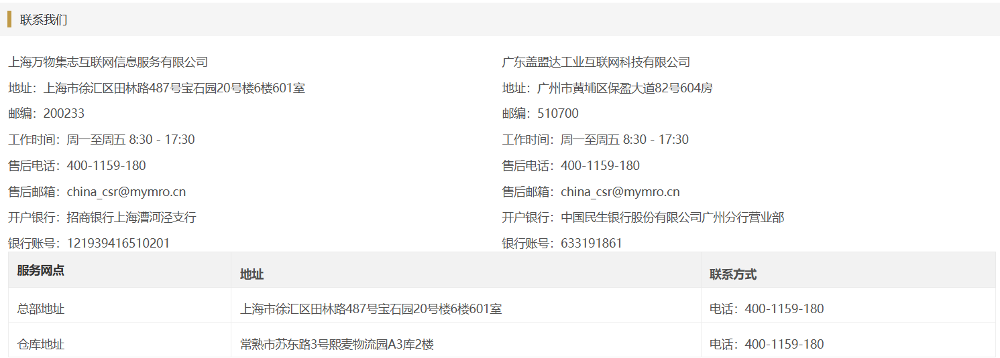 联系我们
上海万物集志互联网信息服务有限公司
地址：上海市徐汇区田林路487号宝石园20号楼6楼601室
邮编：200233
工作时间：周一至周五 8:30 - 17:30
售后电话：400-1159-180
售后邮箱：china_csr@mymro.cn
开户银行：招商银行上海漕河泾支行
银行账号：121939416510201
广东盖盟达工业互联网科技有限公司
地址：广州市黄埔区保盈大道82号604房
邮编：510700
工作时间：周一至周五 8:30 - 17:30
售后电话：400-1159-180
售后邮箱：china_csr@mymro.cn
开户银行：中国民生银行股份有限公司广州分行营业部
银行账号：633191861
服务网点 地址 联系方式
总部地址 上海市徐汇区田林路487号宝石园20号楼6楼601室 电话：400-1159-180
仓库地址 常熟市苏东路3号熙麦物流园A3库2楼 电话：400-1159-180